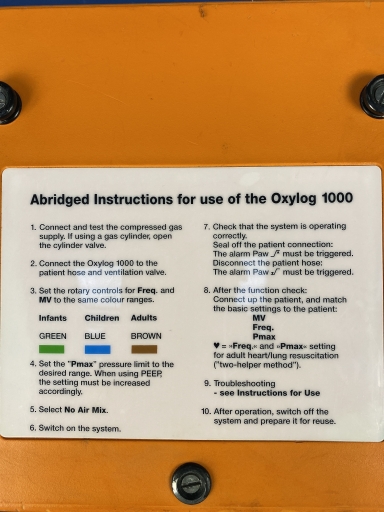 Abridged Instructions for use of the Oxylog 1000
1. Connect and test the compressed gas
supply. If using a gas cylinder, open
the cylinder valve.
2. Connect the Oxylog 1000 to the
patient hose and ventilation valve.
3. Set the rotary controls for Freq. and
MV to the same colour ranges.
Infants Children Adults
GREEN BLUE BROWN
4. Set the "Pmax" pressure limit to the
desired range. When using PEEP,
the setting must be increased
accordingly.
5. Select No Air Mix.
6. Switch on the system.
7. Check that the system is operating
correctly.
Seal off the patient connection:
The alarm Paw must be triggered.
Disconnect the patient hose:
The alarm Paw must be triggered.
8. After the function check:
Connect up the patient, and match
the basic settings to the patient:
MV
Freq.
Pmax
♥ = »Freq.« and »Pmax« setting
for adult heart/lung resuscitation
("two-helper method").
9. Troubleshooting
- see Instructions for Use
10. After operation, switch off the
system and prepare it for reuse.